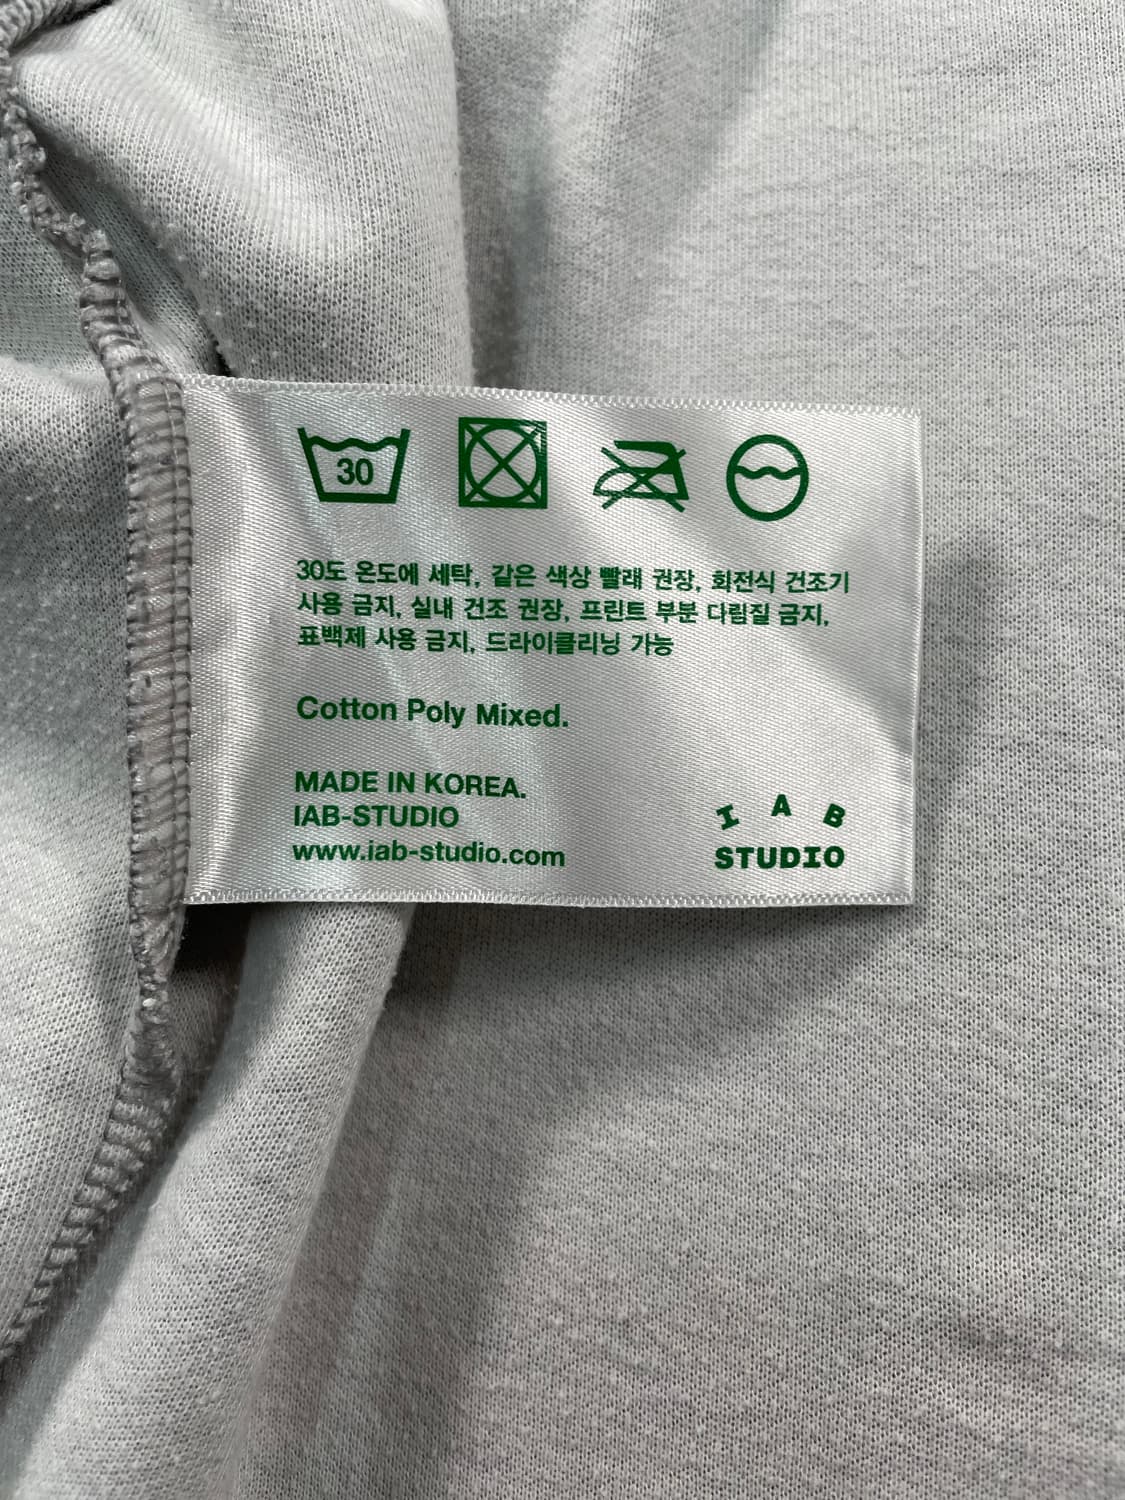 30
30도 온도에 세탁, 같은 색상 빨래 권장, 회전식 건조기
사용 금지, 실내 건조 권장, 프린트 부분 다림질 금지,
표백제 사용 금지, 드라이클리닝 가능
Cotton Poly Mixed.
MADE IN KOREA.
IAB-STUDIO
www.iab-studio.com
I A B
STUDIO